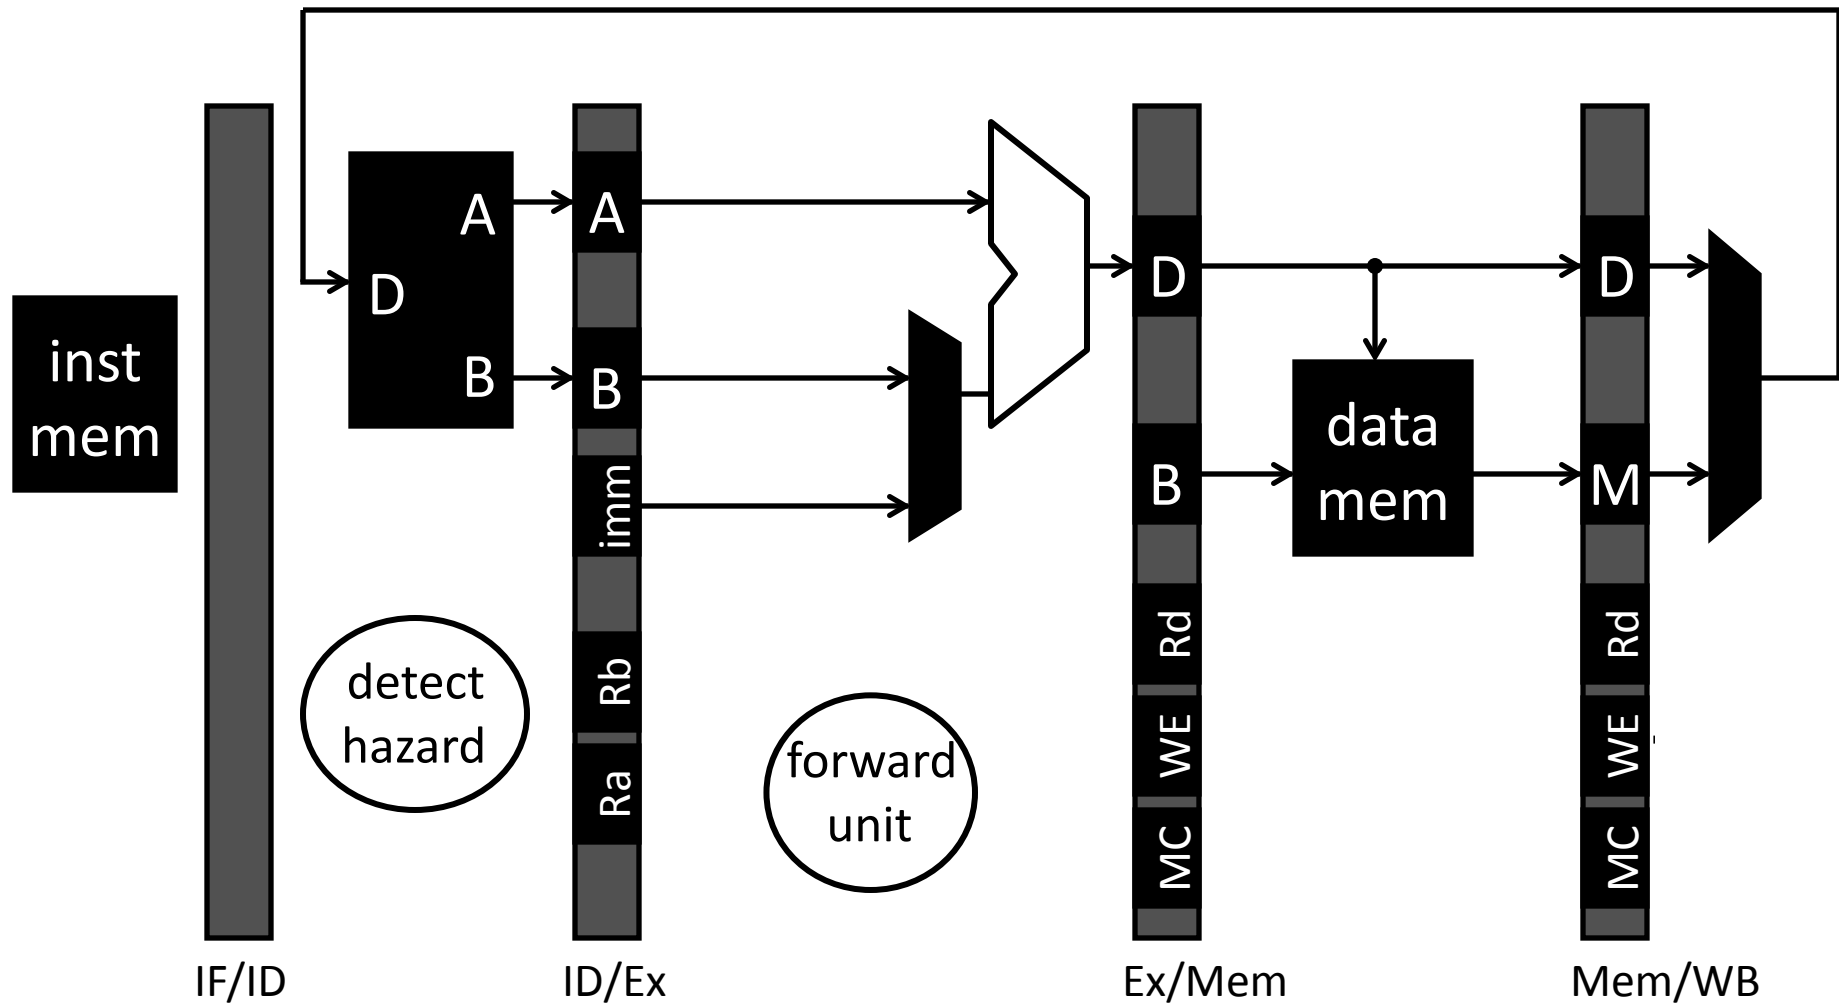 inst
mem
A
D
B
A
B
imm
Rb
Ra
detect
hazard
forward
unit
D
B
Rd
WE
MC
data
mem
D
M
Rd
WE
MC
IF/ID
ID/Ex
Ex/Mem
Mem/WB